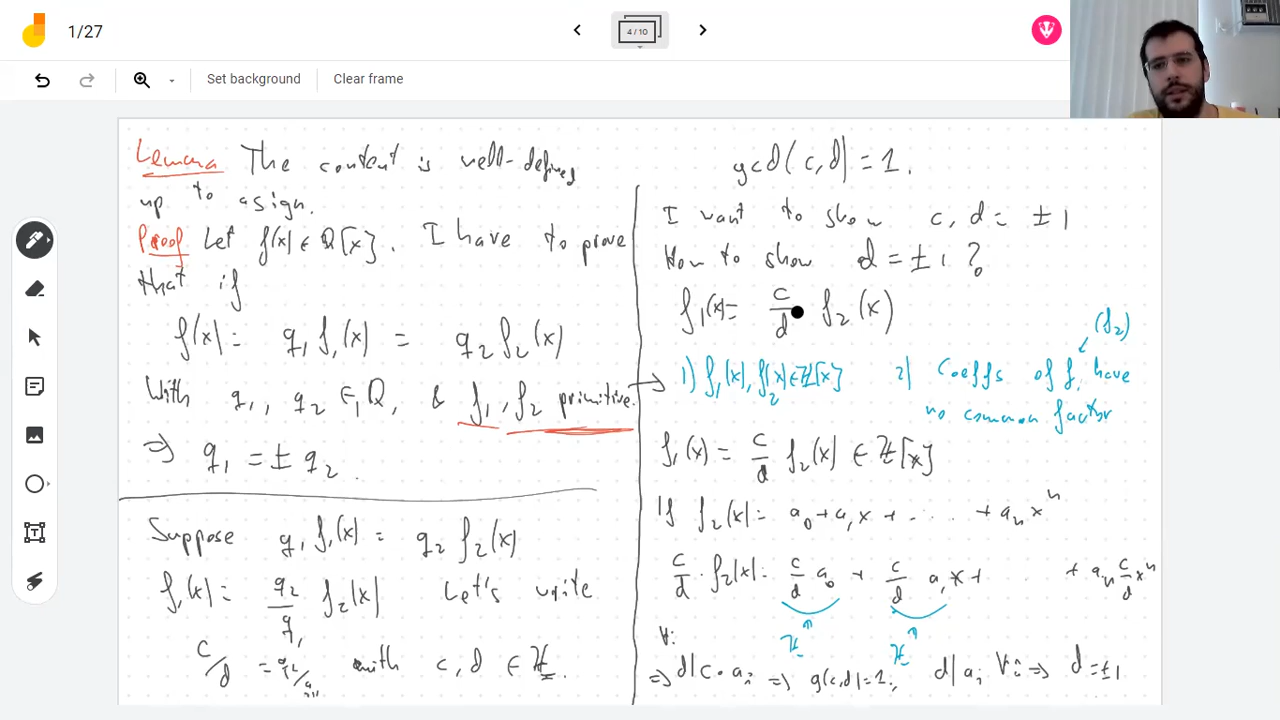 1/27
4/10
Set background
Clear frame
Lemma The content is well-defined
up to a sign.
Proof Let f(x) ∈ Q[x]. I have to prove
that if
f(x) = q₁ f₁(x) = q₂ f₂(x)
With q₁, q₂ ∈ Q, & f₁, f₂ primitive.
⇒ q₁ = ± q₂.
Suppose q₁ f₁(x) = q₂ f₂(x)
f₁(x) = q₂/q₁ f₂(x) Let's write
c/d = q₂/q₁ with c, d ∈ Z.
gcd(c,d) = 1.
I want to show c, d = ±1
How to show d = ±1 ?
f₁(x) = c/d f₂(x)
(f₂)
1) f₁(x), f₂(x) ∈ Z[x] 2) Coeffs of f, have
no common factor
f₁(x) = c/d f₂(x) ∈ Z[x]
If f₂(x) = a₀ + a₁x + .... + aₙxⁿ
c/d · f₂(x) = c/d a₀ + c/d a₁x + + aₙ c/d xⁿ
∀i Z Z
⇒ d|c·aᵢ ⇒ g(c,d)=1, d|aᵢ ∀i ⇒ d=±1